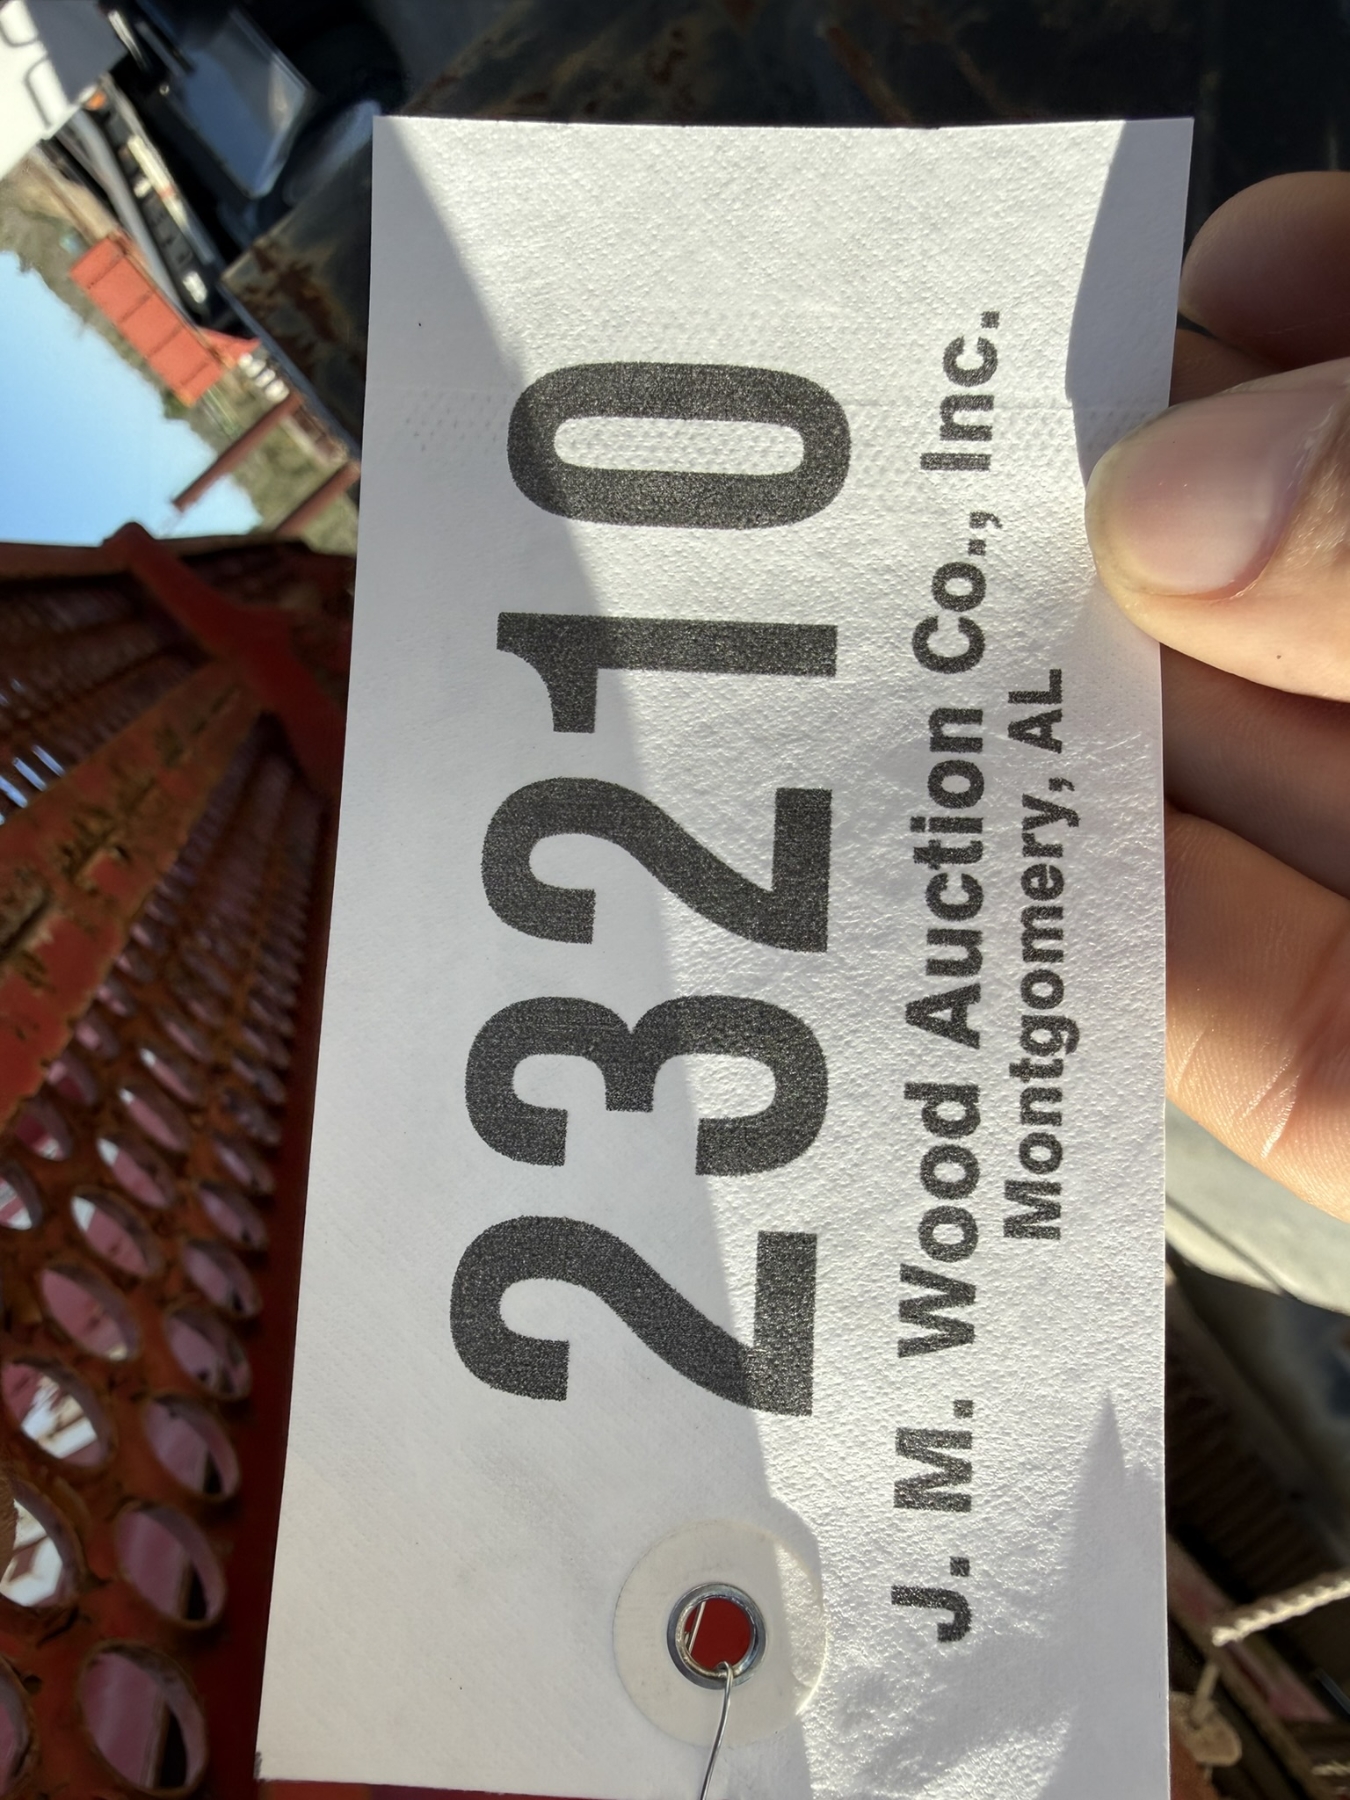 23210
J. M. Wood Auction Co., Inc.
Montgomery, AL